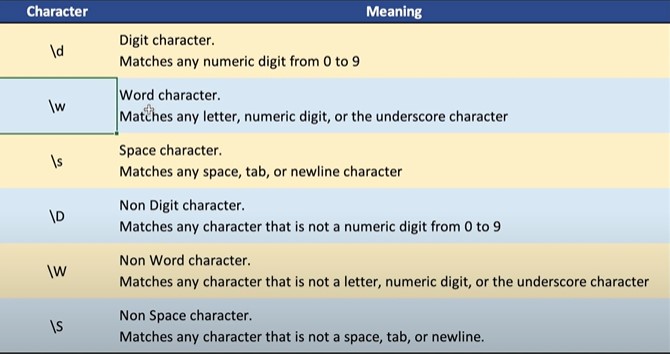 Character Meaning
\d
Digit character.
Matches any numeric digit from 0 to 9
\w
Word character.
Matches any letter, numeric digit, or the underscore character
\s
Space character.
Matches any space, tab, or newline character
\D
Non Digit character.
Matches any character that is not a numeric digit from 0 to 9
\W
Non Word character.
Matches any character that is not a letter, numeric digit, or the underscore character
\S
Non Space character.
Matches any character that is not a space, tab, or newline.